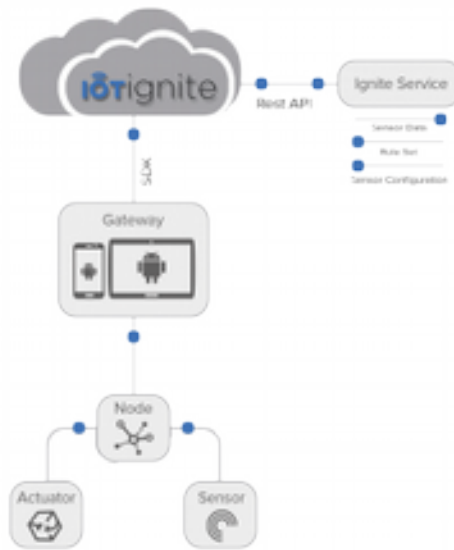 IOTignite
Ignite Service
Rest API
Sensor Data
Rule Set
Sensor Configuration
SDK
Gateway
Node
Actuator
Sensor